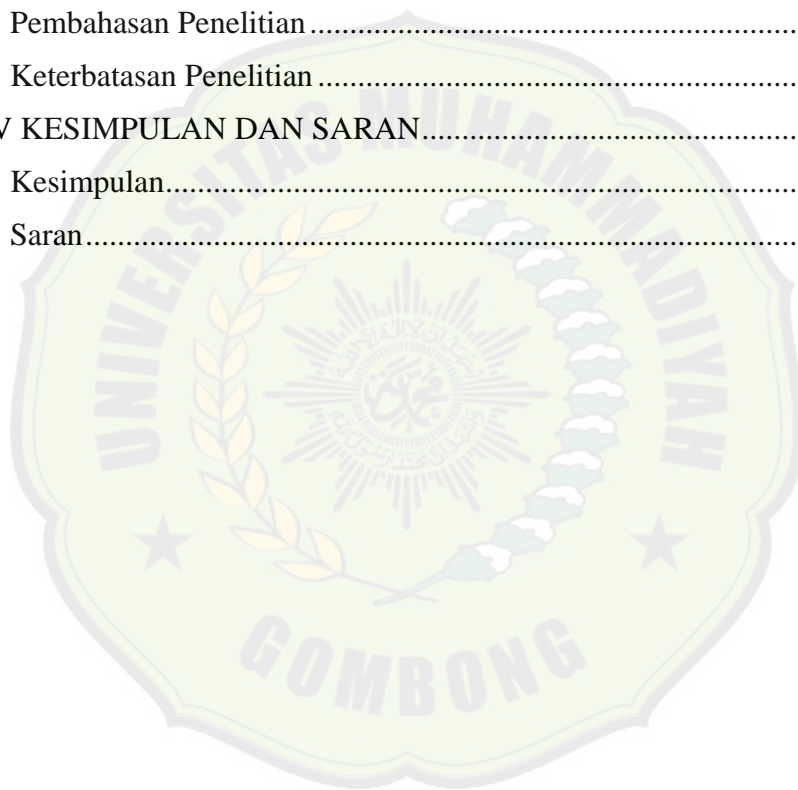 Pembahasan Penelitian....................................................................
Keterbatasan Penelitian....................................................................
V KESIMPULAN DAN SARAN....................................................................
Kesimpulan....................................................................
Saran....................................................................
UNIVERSITAS MUHAMMADIYAH
GOMBONG